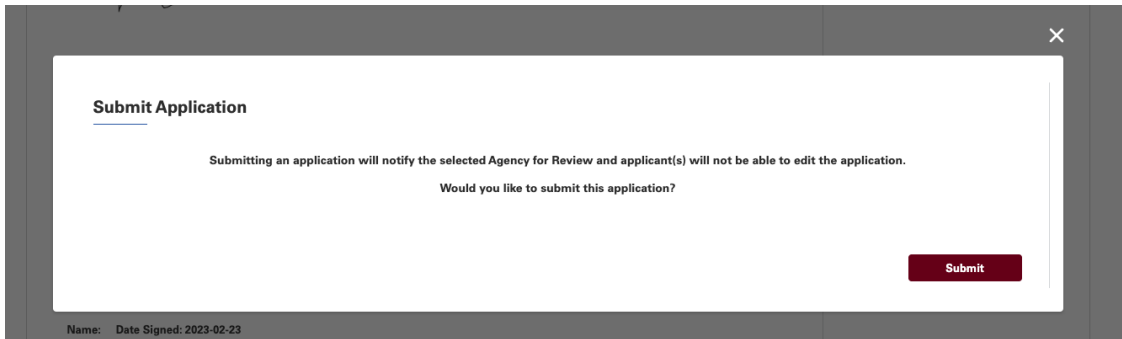 Submit Application
Submitting an application will notify the selected Agency for Review and applicant(s) will not be able to edit the application.
Would you like to submit this application?
Submit
Name: Date Signed: 2023-02-23